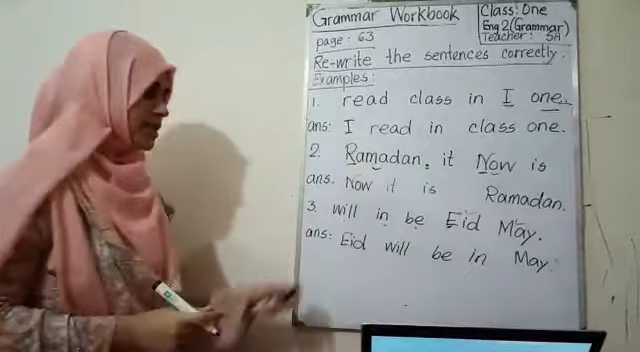 Grammar Workbook
Class: One
Eng 2 (Grammar)
Teacher: SH
page: 63
Re-write the sentences correctly.
Examples:
1. read class in I one.
ans: I read in class one.
2. Ramadan. it Now is
ans. Now it is Ramadan.
3. will in be Eid May.
ans: Eid will be in May.